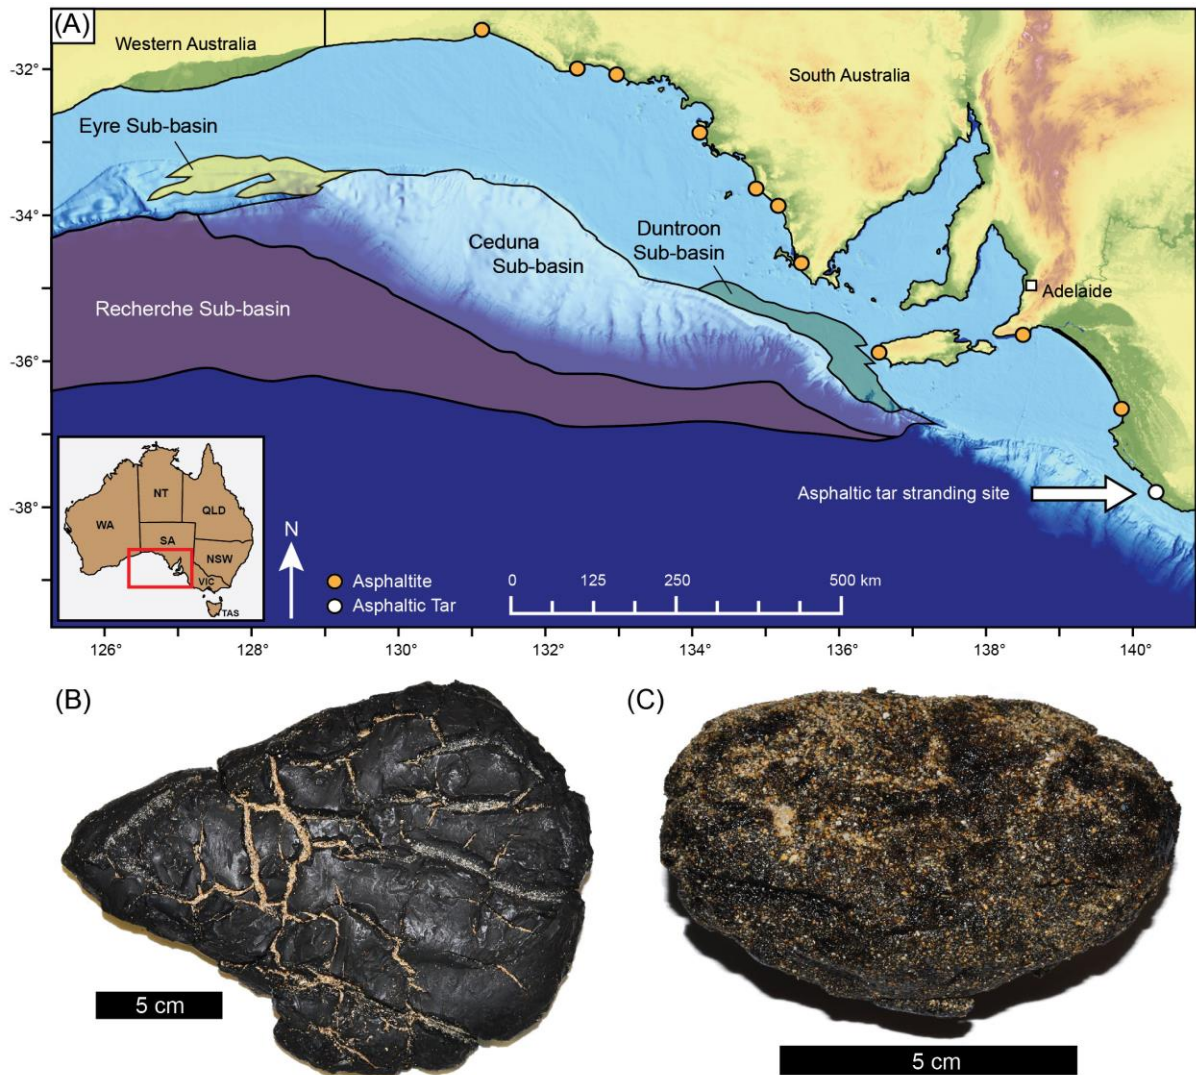 (A)
Western Australia
South Australia
Eyre Sub-basin
Ceduna
Sub-basin
Duntroon
Sub-basin
Recherche Sub-basin
Adelaide
Asphaltic tar stranding site
-32°
-34°
-36°
-38°
NT
QLD
WA
SA
NSW
VIC
TAS
N
Asphaltite
Asphaltic Tar
0 125 250 500 km
126° 128° 130° 132° 134° 136° 138° 140°
(B)
5 cm
(C)
5 cm